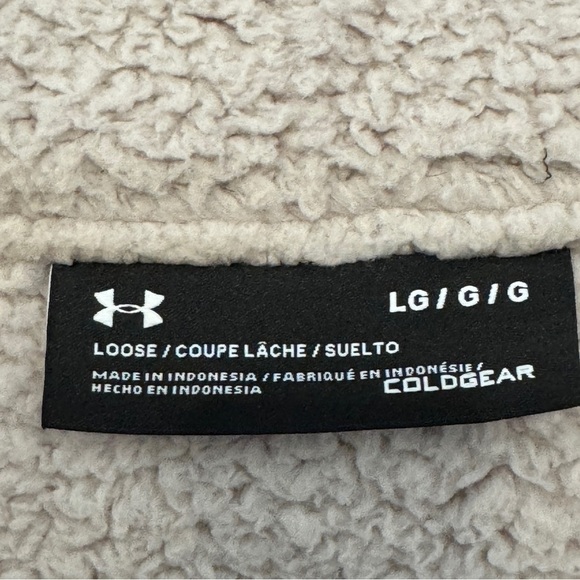 LG / G / G
LOOSE / COUPE LÂCHE / SUELTO
MADE IN INDONESIA / FABRIQUÉ EN INDONÉSIE /
HECHO EN INDONESIA
COLDGEAR